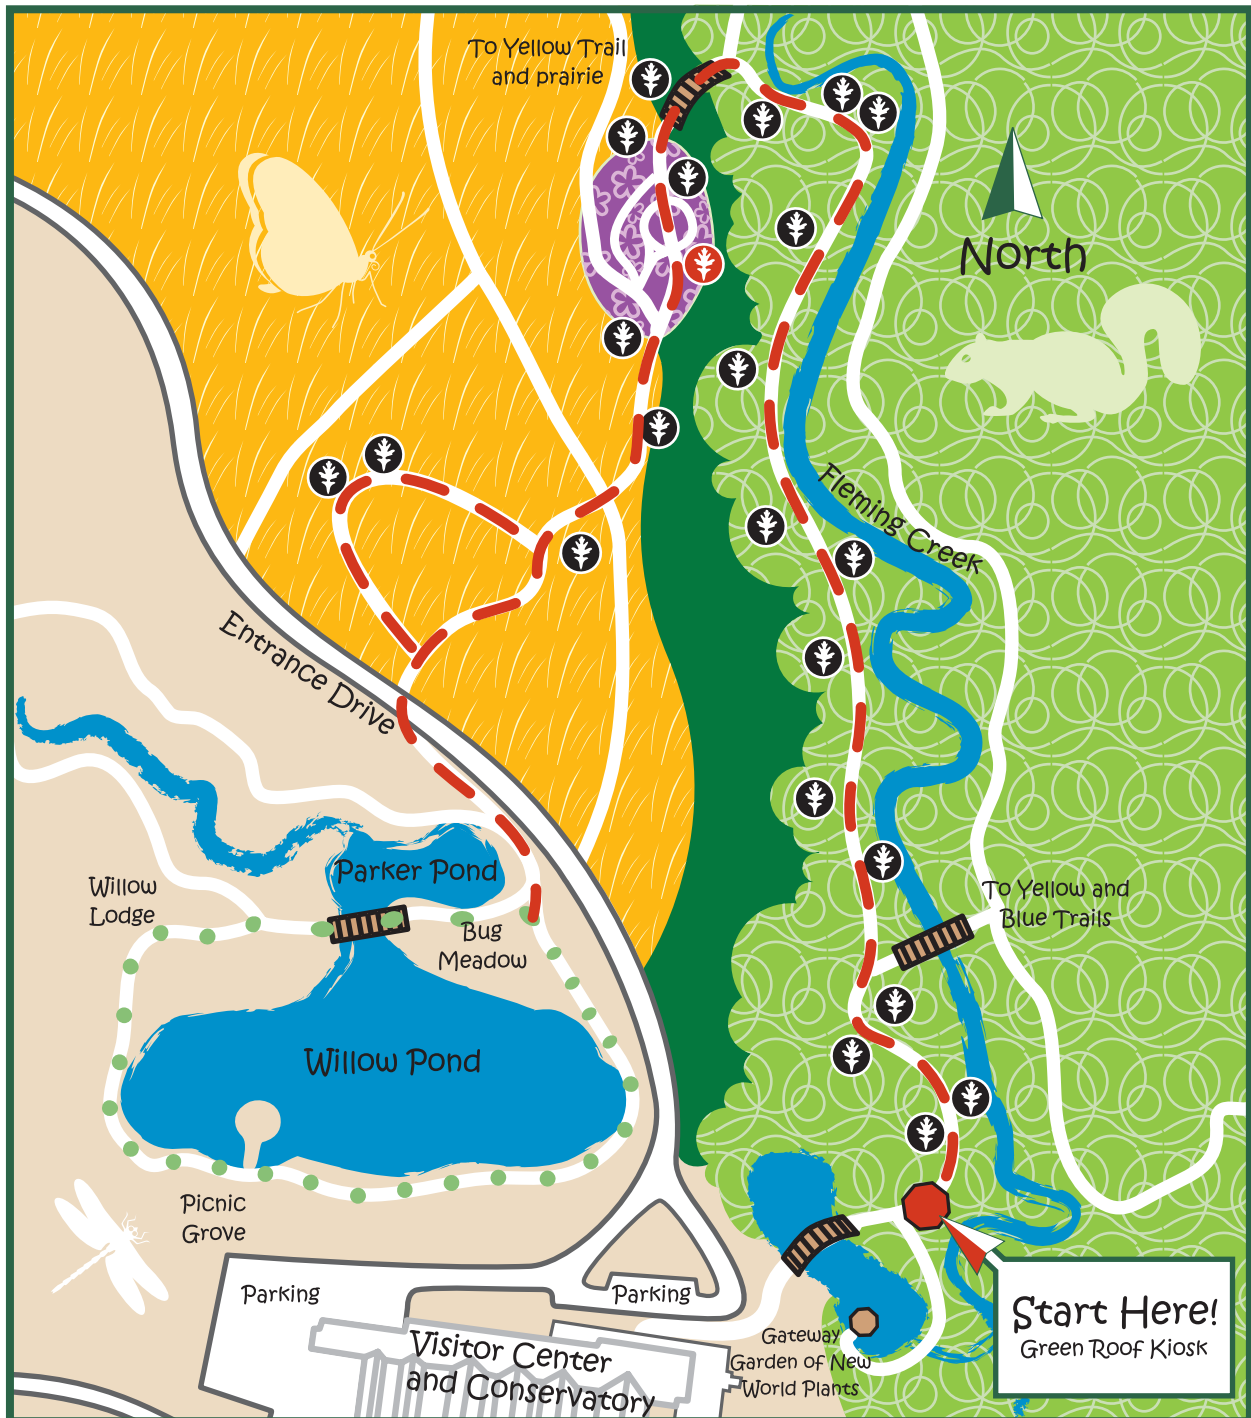 To Yellow Trail
and prairie
North
Fleming Creek
Entrance Drive
Parker Pond
Willow
Lodge
Bug
Meadow
To Yellow and
Blue Trails
Willow Pond
Picnic
Grove
Parking
Parking
Start Here!
Green Roof Kiosk
Gateway
Garden of New
World Plants
Visitor Center
and Conservatory